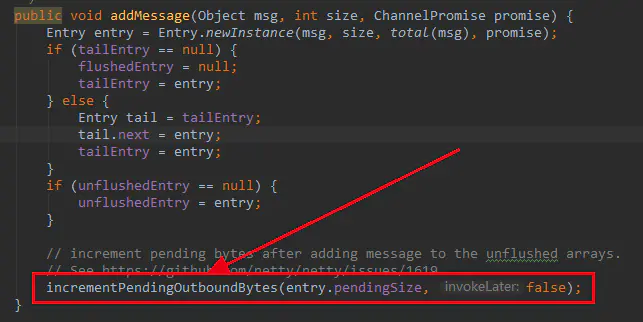 public void addMessage(Object msg, int size, ChannelPromise promise) {
    Entry entry = Entry.newInstance(msg, size, total(msg), promise);
    if (tailEntry == null) {
        flushedEntry = null;
        tailEntry = entry;
    } else {
        Entry tail = tailEntry;
        tail.next = entry;
        tailEntry = entry;
    }
    if (unflushedEntry == null) {
        unflushedEntry = entry;
    }
    // increment pending bytes after adding message to the unflushed arrays.
    // See https://github.com/netty/netty/issues/1619
    incrementPendingOutboundBytes(entry.pendingSize, invokeLater: false);
}